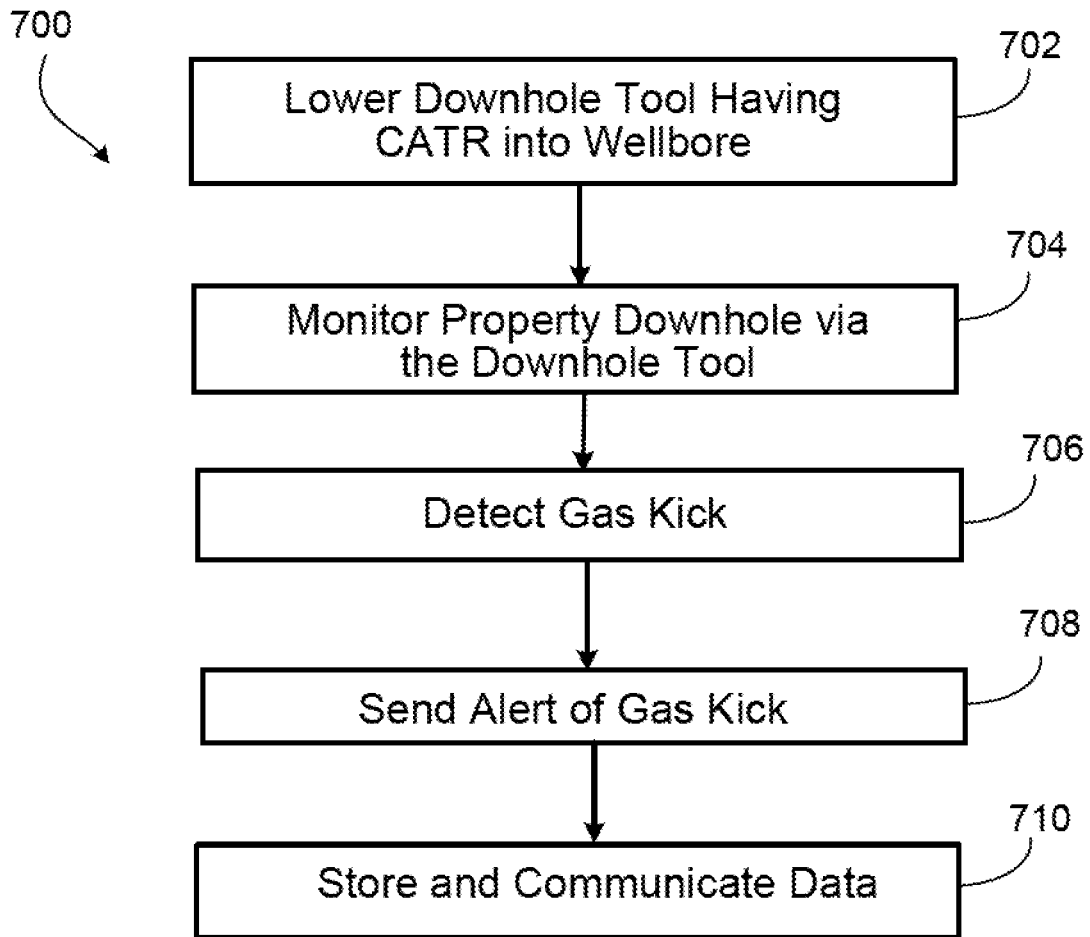 700
702
Lower Downhole Tool Having
CATR into Wellbore
704
Monitor Property Downhole via
the Downhole Tool
706
Detect Gas Kick
708
Send Alert of Gas Kick
710
Store and Communicate Data